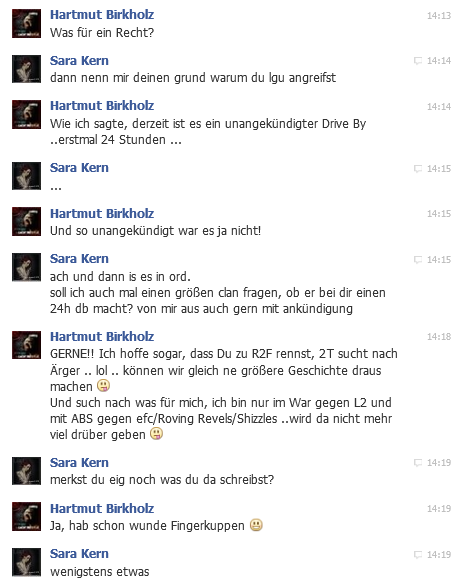 Hartmut Birkholz 14:13
Was für ein Recht?
Sara Kern 14:14
dann nenn mir deinen grund warum du lgu angreifst
Hartmut Birkholz 14:14
Wie ich sagte, derzeit ist es ein unangekündigter Drive By
..erstmal 24 Stunden ...
Sara Kern 14:15
...
Hartmut Birkholz 14:15
Und so unangekündigt war es ja nicht!
Sara Kern 14:15
ach und dann is es in ord.
soll ich auch mal einen größen clan fragen, ob er bei dir einen
24h db macht? von mir aus auch gern mit ankündigung
Hartmut Birkholz 14:18
GERNE!! Ich hoffe sogar, dass Du zu R2F rennst, 2T sucht nach
Ärger .. lol .. können wir gleich ne größere Geschichte draus
machen 😜
Und such nach was für mich, ich bin nur im War gegen L2 und
mit ABS gegen efc/Roving Revels/Shizzles ..wird da nicht mehr
viel drüber geben 😜
Sara Kern 14:19
merkst du eig noch was du da schreibst?
Hartmut Birkholz 14:19
Ja, hab schon wunde Fingerkuppen 😬
Sara Kern 14:19
wenigstens etwas